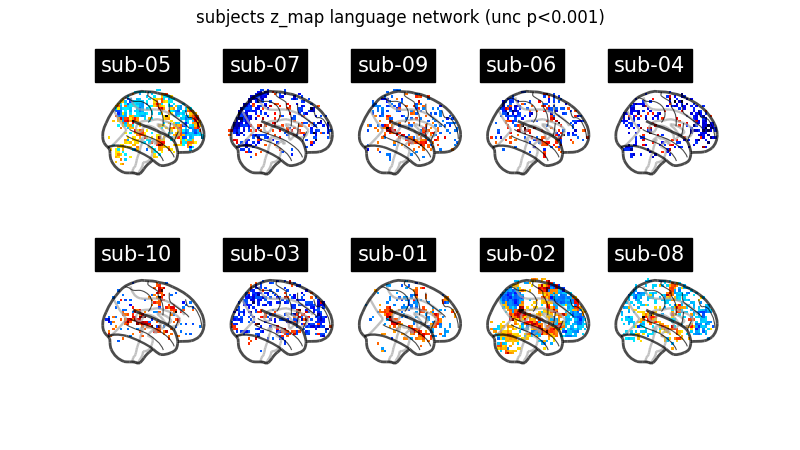 subjects z_map language network (unc p<0.001)
sub-05 sub-07 sub-09 sub-06 sub-04
sub-10 sub-03 sub-01 sub-02 sub-08